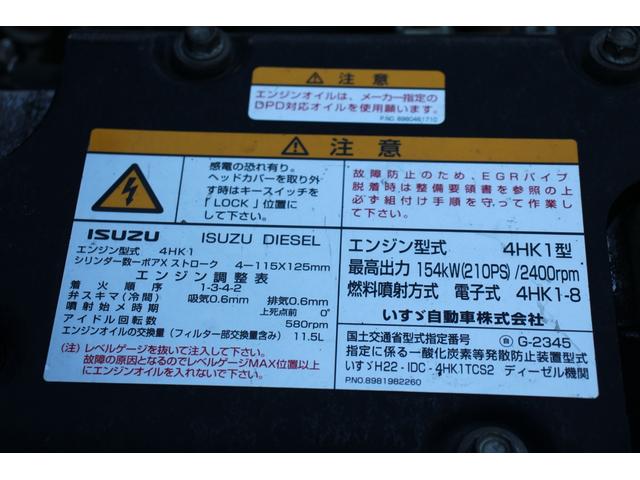 ⚠ 注意
エンジンオイルは、メーカー指定の
DPD対応オイルを使用願います。
P.NO. 8980461710
⚠ 注意
感電の恐れ有り。
ヘッドカバーを取り外
す時はキースイッチを
「LOCK」位置に
して下さい。
故障防止のため、EGRパイプ
脱着時は整備要領書を参照の上
必ず組付け手順を守って作業し
て下さい。
ISUZU ISUZU DIESEL
エンジン型式 4HK1
シリンダー数ーボアX ストローク 4-115X125mm
エンジン調整表
着火順序 1-3-4-2
弁スキマ(冷間) 吸気0.6mm 排気0.6mm
噴射始メ時期 上死点前 0°
アイドル回転数 580rpm
エンジンオイルの交換量(フィルター部交換量含み) 11.5L
(注)レベルゲージを抜いて注入して下さい。
故障の原因となるのでレベルゲージMAX位置以上
にエンジンオイルを入れないで下さい。
エンジン型式 4HK1型
最高出力 154kW(210PS)/2400rpm
燃料噴射方式 電子式 4HK1-8
いすゞ自動車株式会社
国土交通省型式指定番号 自 G-2345
指定に係る一酸化炭素等発散防止装置型式
いすゞH22-IDC-4HK1TCS2 ディーゼル機関
P.NO.8981982260